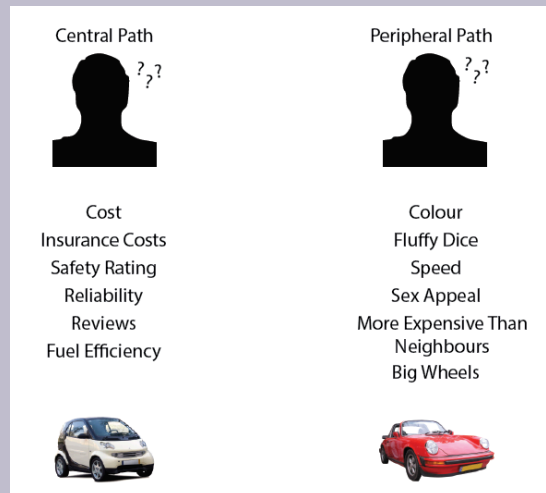 Central Path
???
Cost
Insurance Costs
Safety Rating
Reliability
Reviews
Fuel Efficiency
Peripheral Path
???
Colour
Fluffy Dice
Speed
Sex Appeal
More Expensive Than
Neighbours
Big Wheels